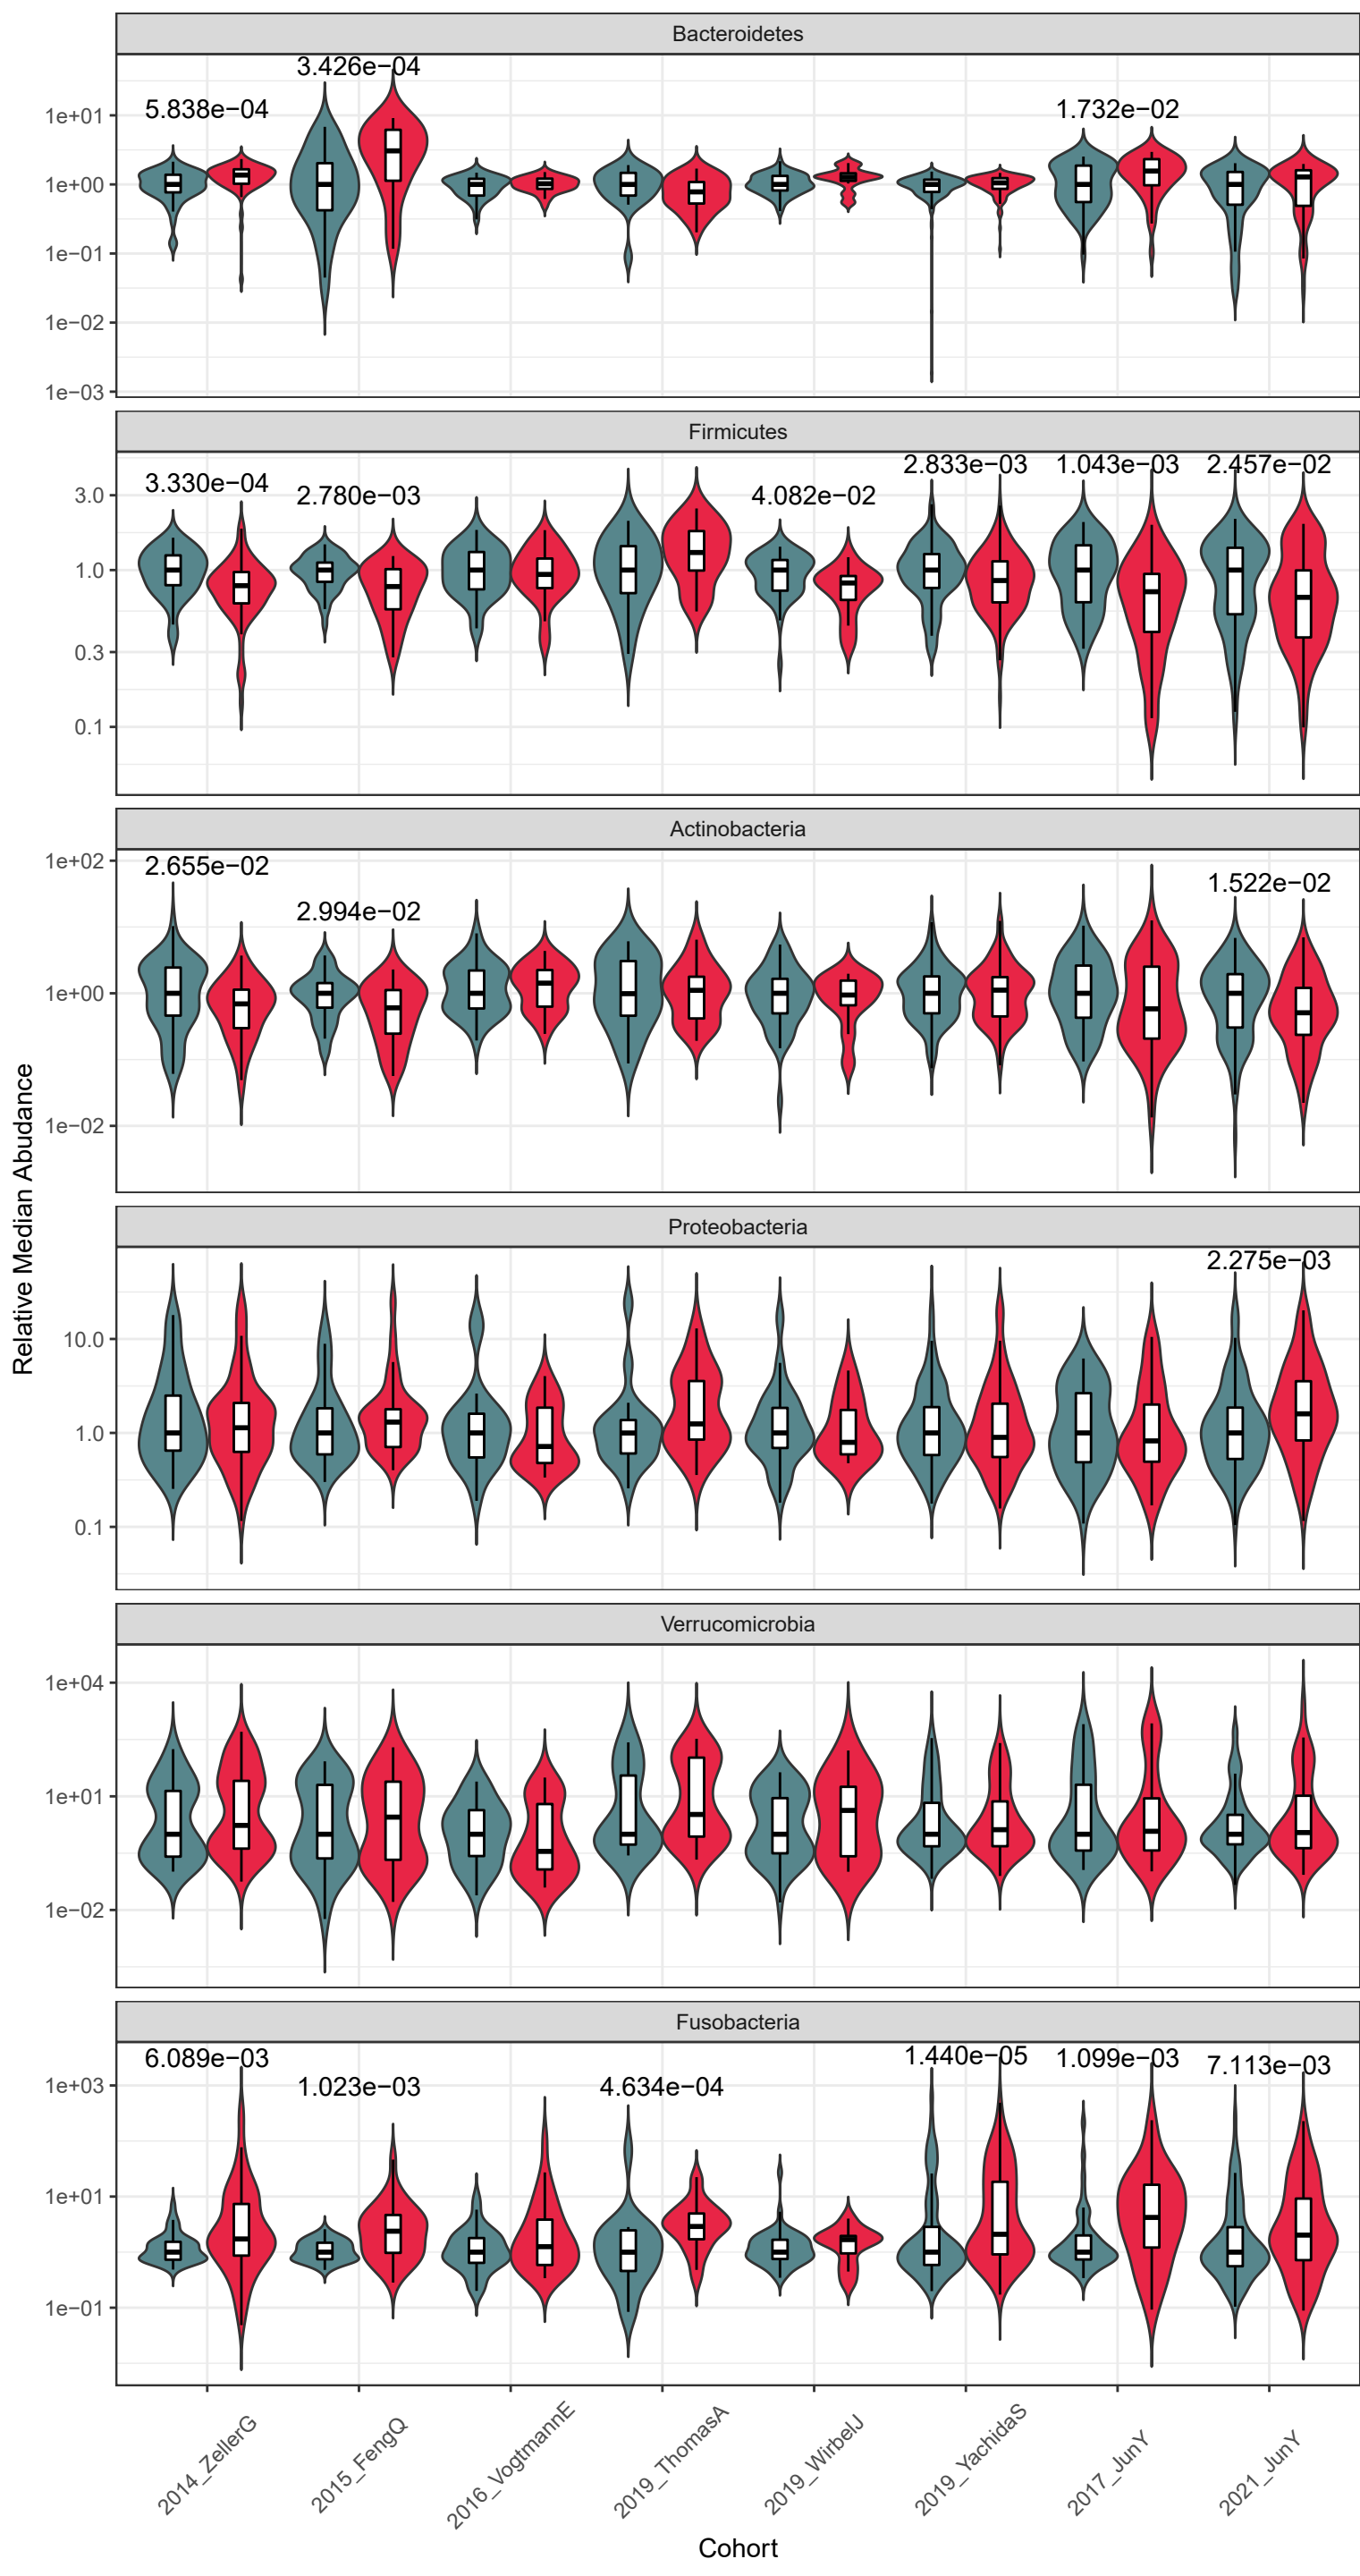 Bacteroidetes
3.426e−04
5.838e−04
1.732e−02
1e+01
1e+00
1e−01
1e−02
1e−03
Firmicutes
2.833e−03
1.043e−03
2.457e−02
3.330e−04
2.780e−03
4.082e−02
3.0
1.0
0.3
0.1
Actinobacteria
2.655e−02
2.994e−02
1.522e−02
1e+02
1e+00
1e−02
Relative Median Abudance
Proteobacteria
2.275e−03
10.0
1.0
0.1
Verrucomicrobia
1e+04
1e+01
1e−02
Fusobacteria
6.089e−03
1.023e−03
4.634e−04
1.440e−05
1.099e−03
7.113e−03
1e+03
1e+01
1e−01
2014_ZellerG
2015_FengQ
2016_VogtmannE
2019_ThomasA
2019_WirbelJ
2019_YachidaS
2017_JunY
2021_JunY
Cohort